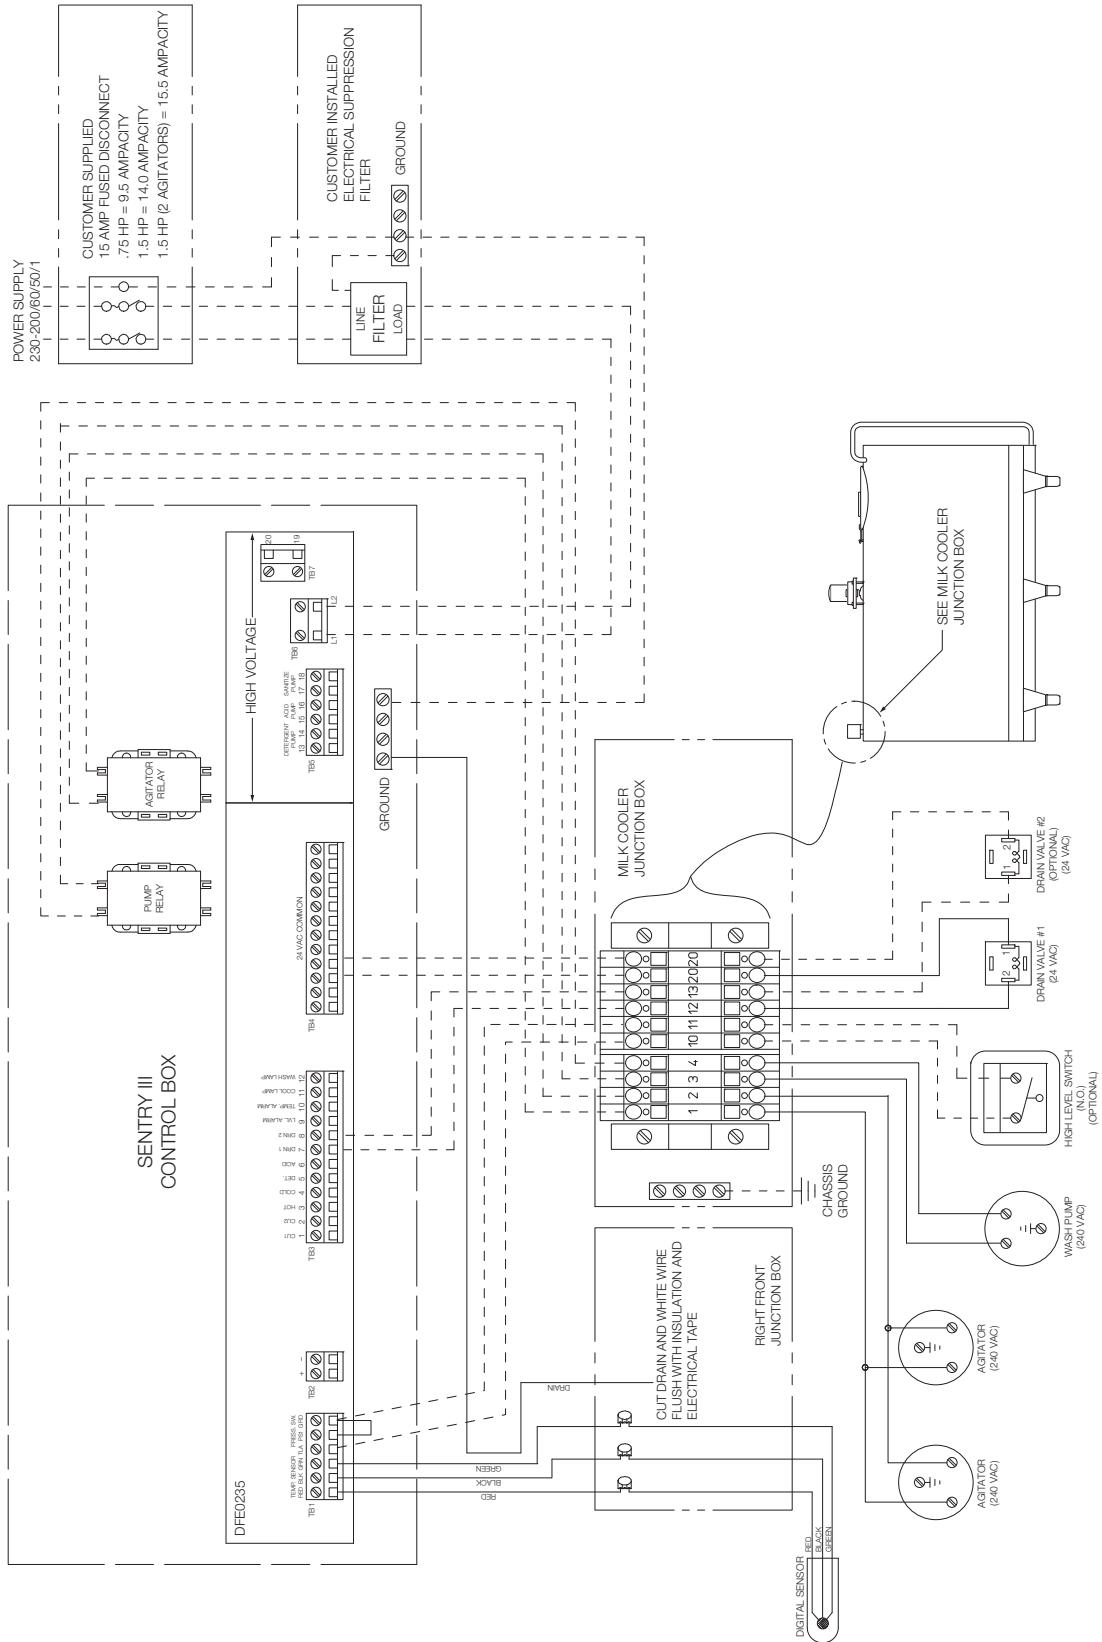 POWER SUPPLY
230-200/60/50/1
CUSTOMER SUPPLIED
15 AMP FUSED DISCONNECT
.75 HP = 9.5 AMPACITY
1.5 HP = 14.0 AMPACITY
1.5 HP (2 AGITATORS) = 15.5 AMPACITY
CUSTOMER INSTALLED
ELECTRICAL SUPPRESSION
FILTER
LINE
FILTER
LOAD
GROUND
SENTRY III
CONTROL BOX
PUMP
RELAY
AGITATOR
RELAY
DFE0235
HIGH VOLTAGE
TEMP. SENSOR
PRESS. SW.
RED BLK GRN TLA PS1 GRD
TB1
+ -
TB2
CU1
CU2
HOT
COLD
DET.
ACID
DRN 1
DRN 2
LVL. ALARM
TEMP. ALARM
COOL LAMP
WASH LAMP
1 2 3 4 5 6 7 8 9 10 11 12
TB3
24 VAC COMMON
TB4
DETERGENT
PUMP
ACID
PUMP
SANITIZE
PUMP
13 14 15 16 17 18
TB5
TB6
L1 L2
TB7
20
19
GROUND
RED
BLACK
GREEN
DRAIN
CUT DRAIN AND WHITE WIRE
FLUSH WITH INSULATION AND
ELECTRICAL TAPE
RIGHT FRONT
JUNCTION BOX
CHASSIS
GROUND
MILK COOLER
JUNCTION BOX
1 2 3 4 10 11 12 13 20 20
SEE MILK COOLER
JUNCTION BOX
DIGITAL SENSOR
RED
BLACK
GREEN
AGITATOR
(240 VAC)
AGITATOR
(240 VAC)
WASH PUMP
(240 VAC)
HIGH LEVEL SWITCH
(N.O.)
(OPTIONAL)
2 1
DRAIN VALVE #1
(24 VAC)
1 2
DRAIN VALVE #2
(OPTIONAL)
(24 VAC)